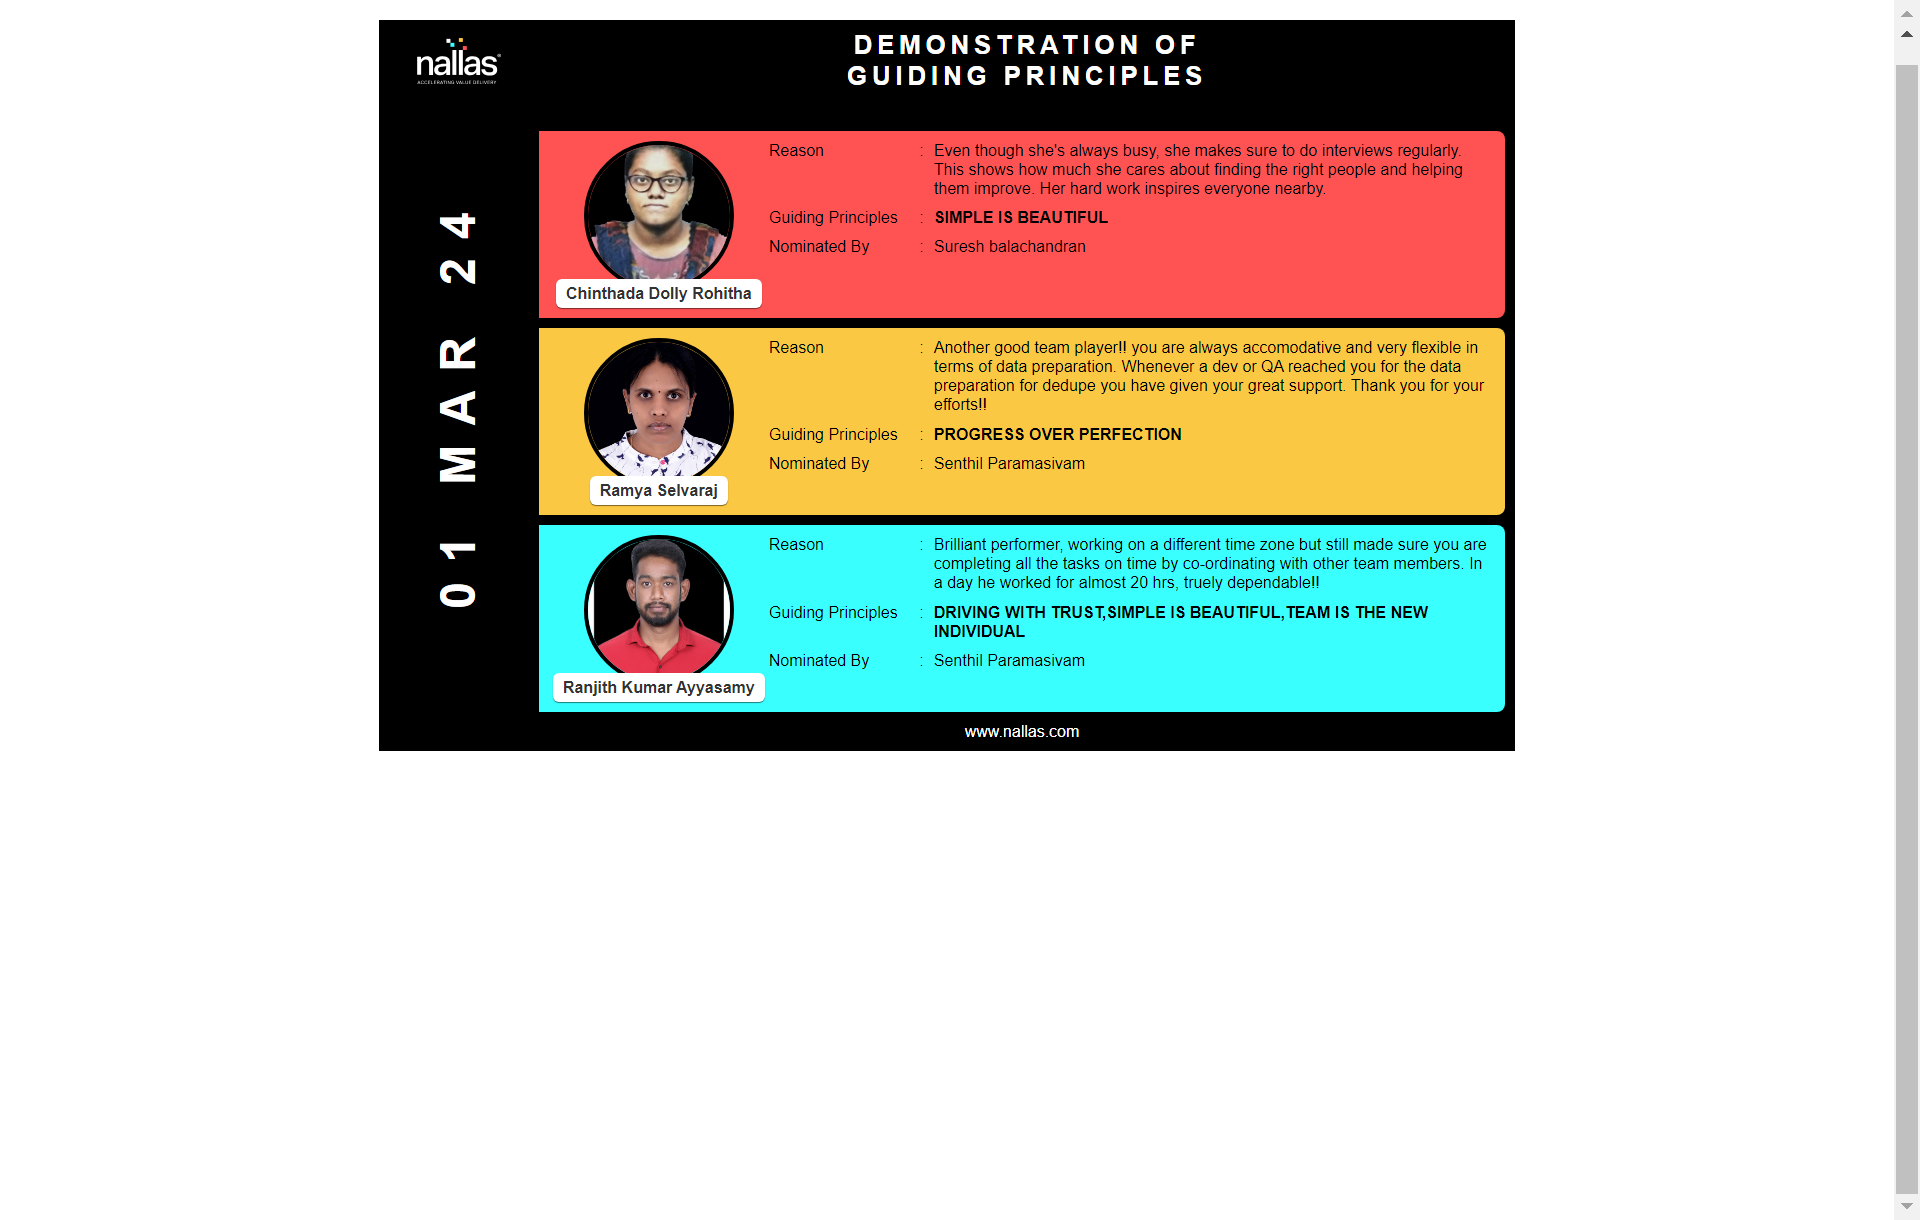 nallas
ACCELERATING VALUE DELIVERY
DEMONSTRATION OF
GUIDING PRINCIPLES
01 MAR 24
Reason : Even though she's always busy, she makes sure to do interviews regularly.
This shows how much she cares about finding the right people and helping
them improve. Her hard work inspires everyone nearby.
Guiding Principles : SIMPLE IS BEAUTIFUL
Nominated By : Suresh balachandran
Chinthada Dolly Rohitha
Reason : Another good team player!! you are always accomodative and very flexible in
terms of data preparation. Whenever a dev or QA reached you for the data
preparation for dedupe you have given your great support. Thank you for your
efforts!!
Guiding Principles : PROGRESS OVER PERFECTION
Nominated By : Senthil Paramasivam
Ramya Selvaraj
Reason : Brilliant performer, working on a different time zone but still made sure you are
completing all the tasks on time by co-ordinating with other team members. In
a day he worked for almost 20 hrs, truely dependable!!
Guiding Principles : DRIVING WITH TRUST,SIMPLE IS BEAUTIFUL,TEAM IS THE NEW
INDIVIDUAL
Nominated By : Senthil Paramasivam
Ranjith Kumar Ayyasamy
www.nallas.com